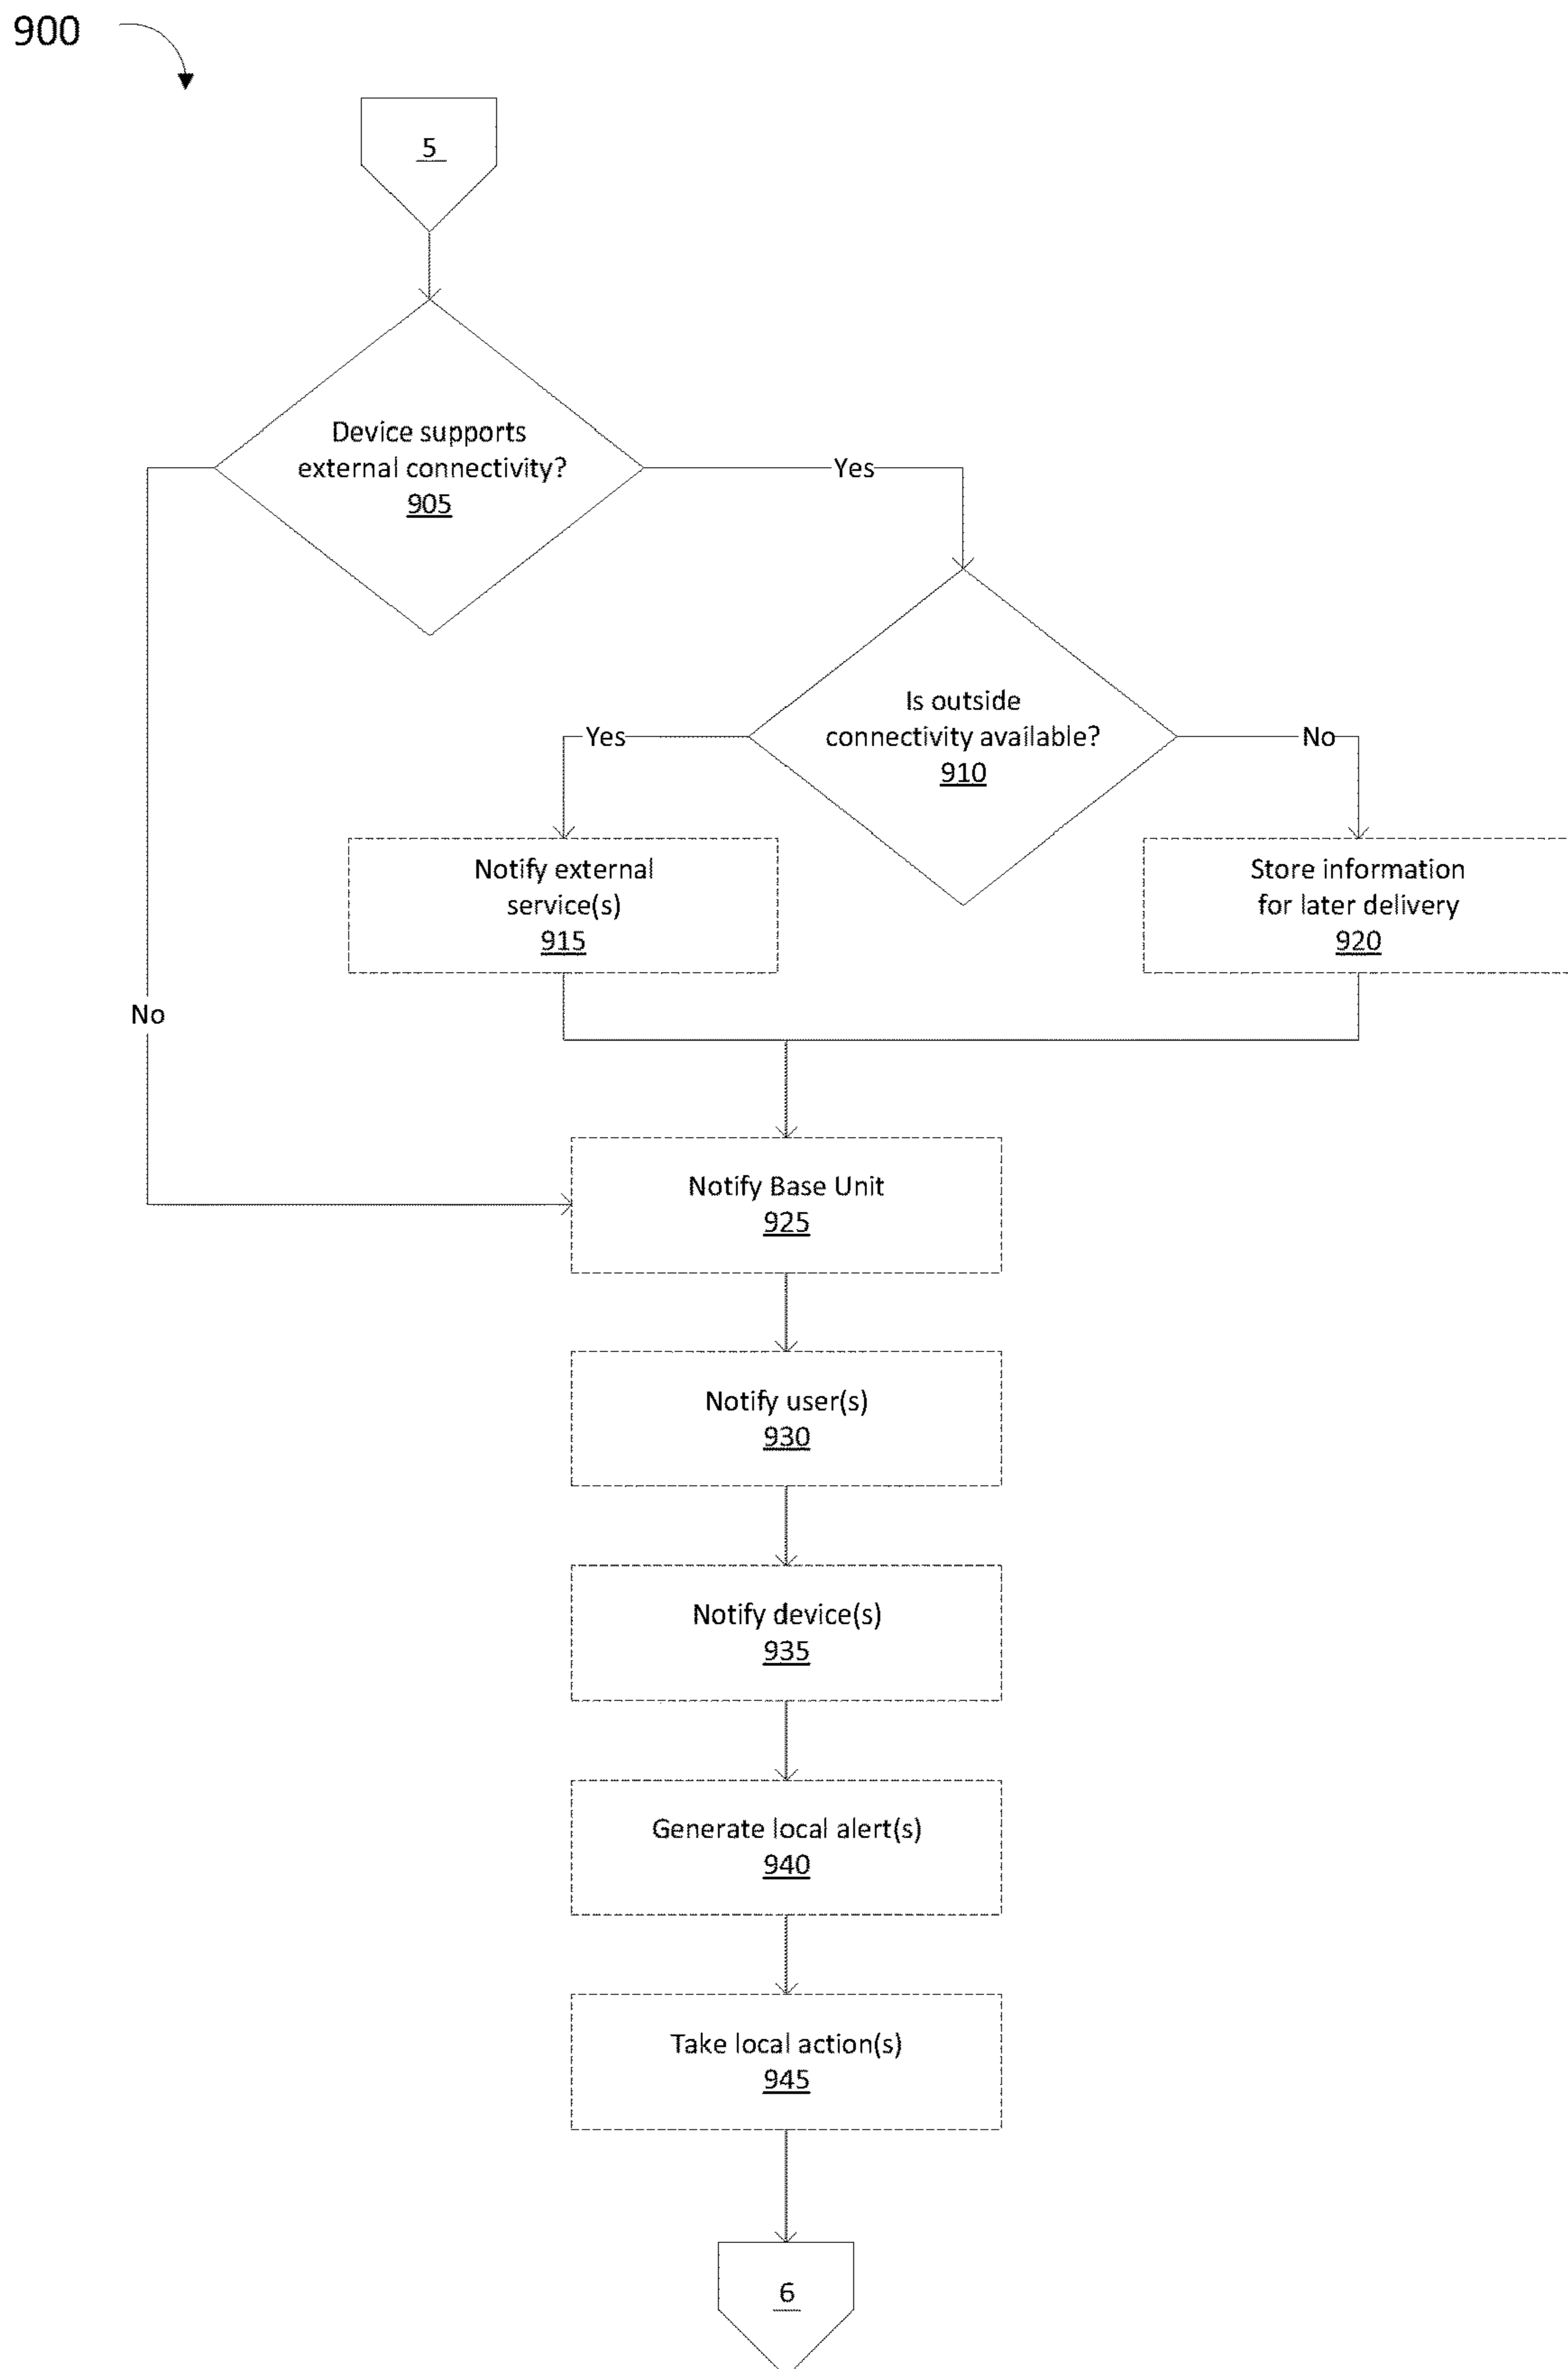 900
5
Device supports
external connectivity?
905
Yes
Is outside
connectivity available?
910
Yes
No
Notify external
service(s)
915
Store information
for later delivery
920
No
Notify Base Unit
925
Notify user(s)
930
Notify device(s)
935
Generate local alert(s)
940
Take local action(s)
945
6